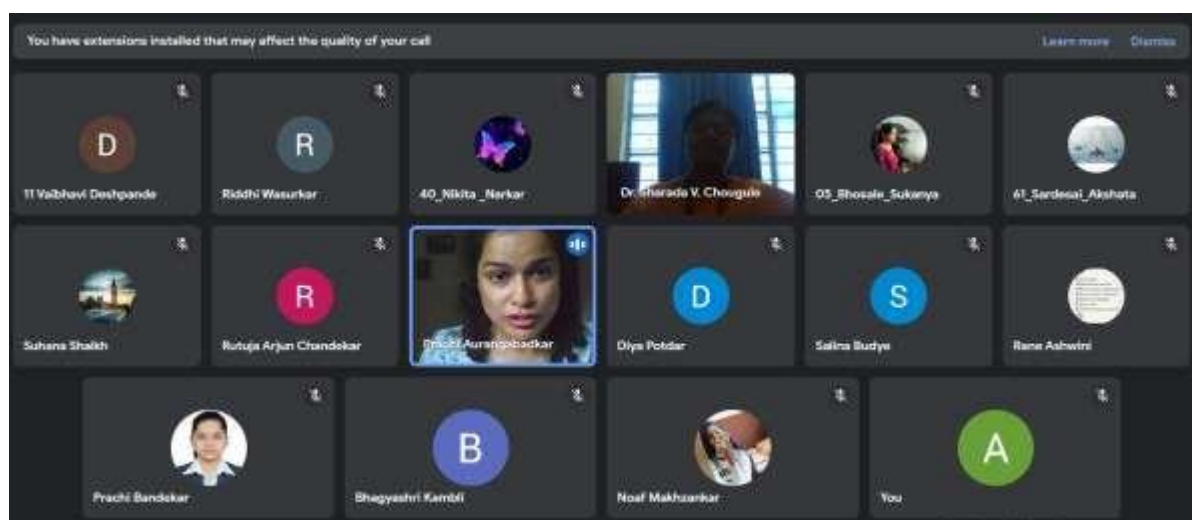 You have extensions installed that may affect the quality of your call
Learn more Dismiss
D
11 Vaibhavi Deshpande
R
Riddhi Wasurkar
40_Nikita _Narkar
Dr. Sharada V. Chougule
05_Bhosale_Sukanya
61_Sardesai_Akshata
Suhana Shaikh
R
Rutuja Arjun Chandekar
Prachi Aurangabadkar
D
Diya Potdar
S
Salina Budye
Rane Ashwini
Prachi Bandekar
B
Bhagyashri Kambli
Noaf Makhzankar
A
You